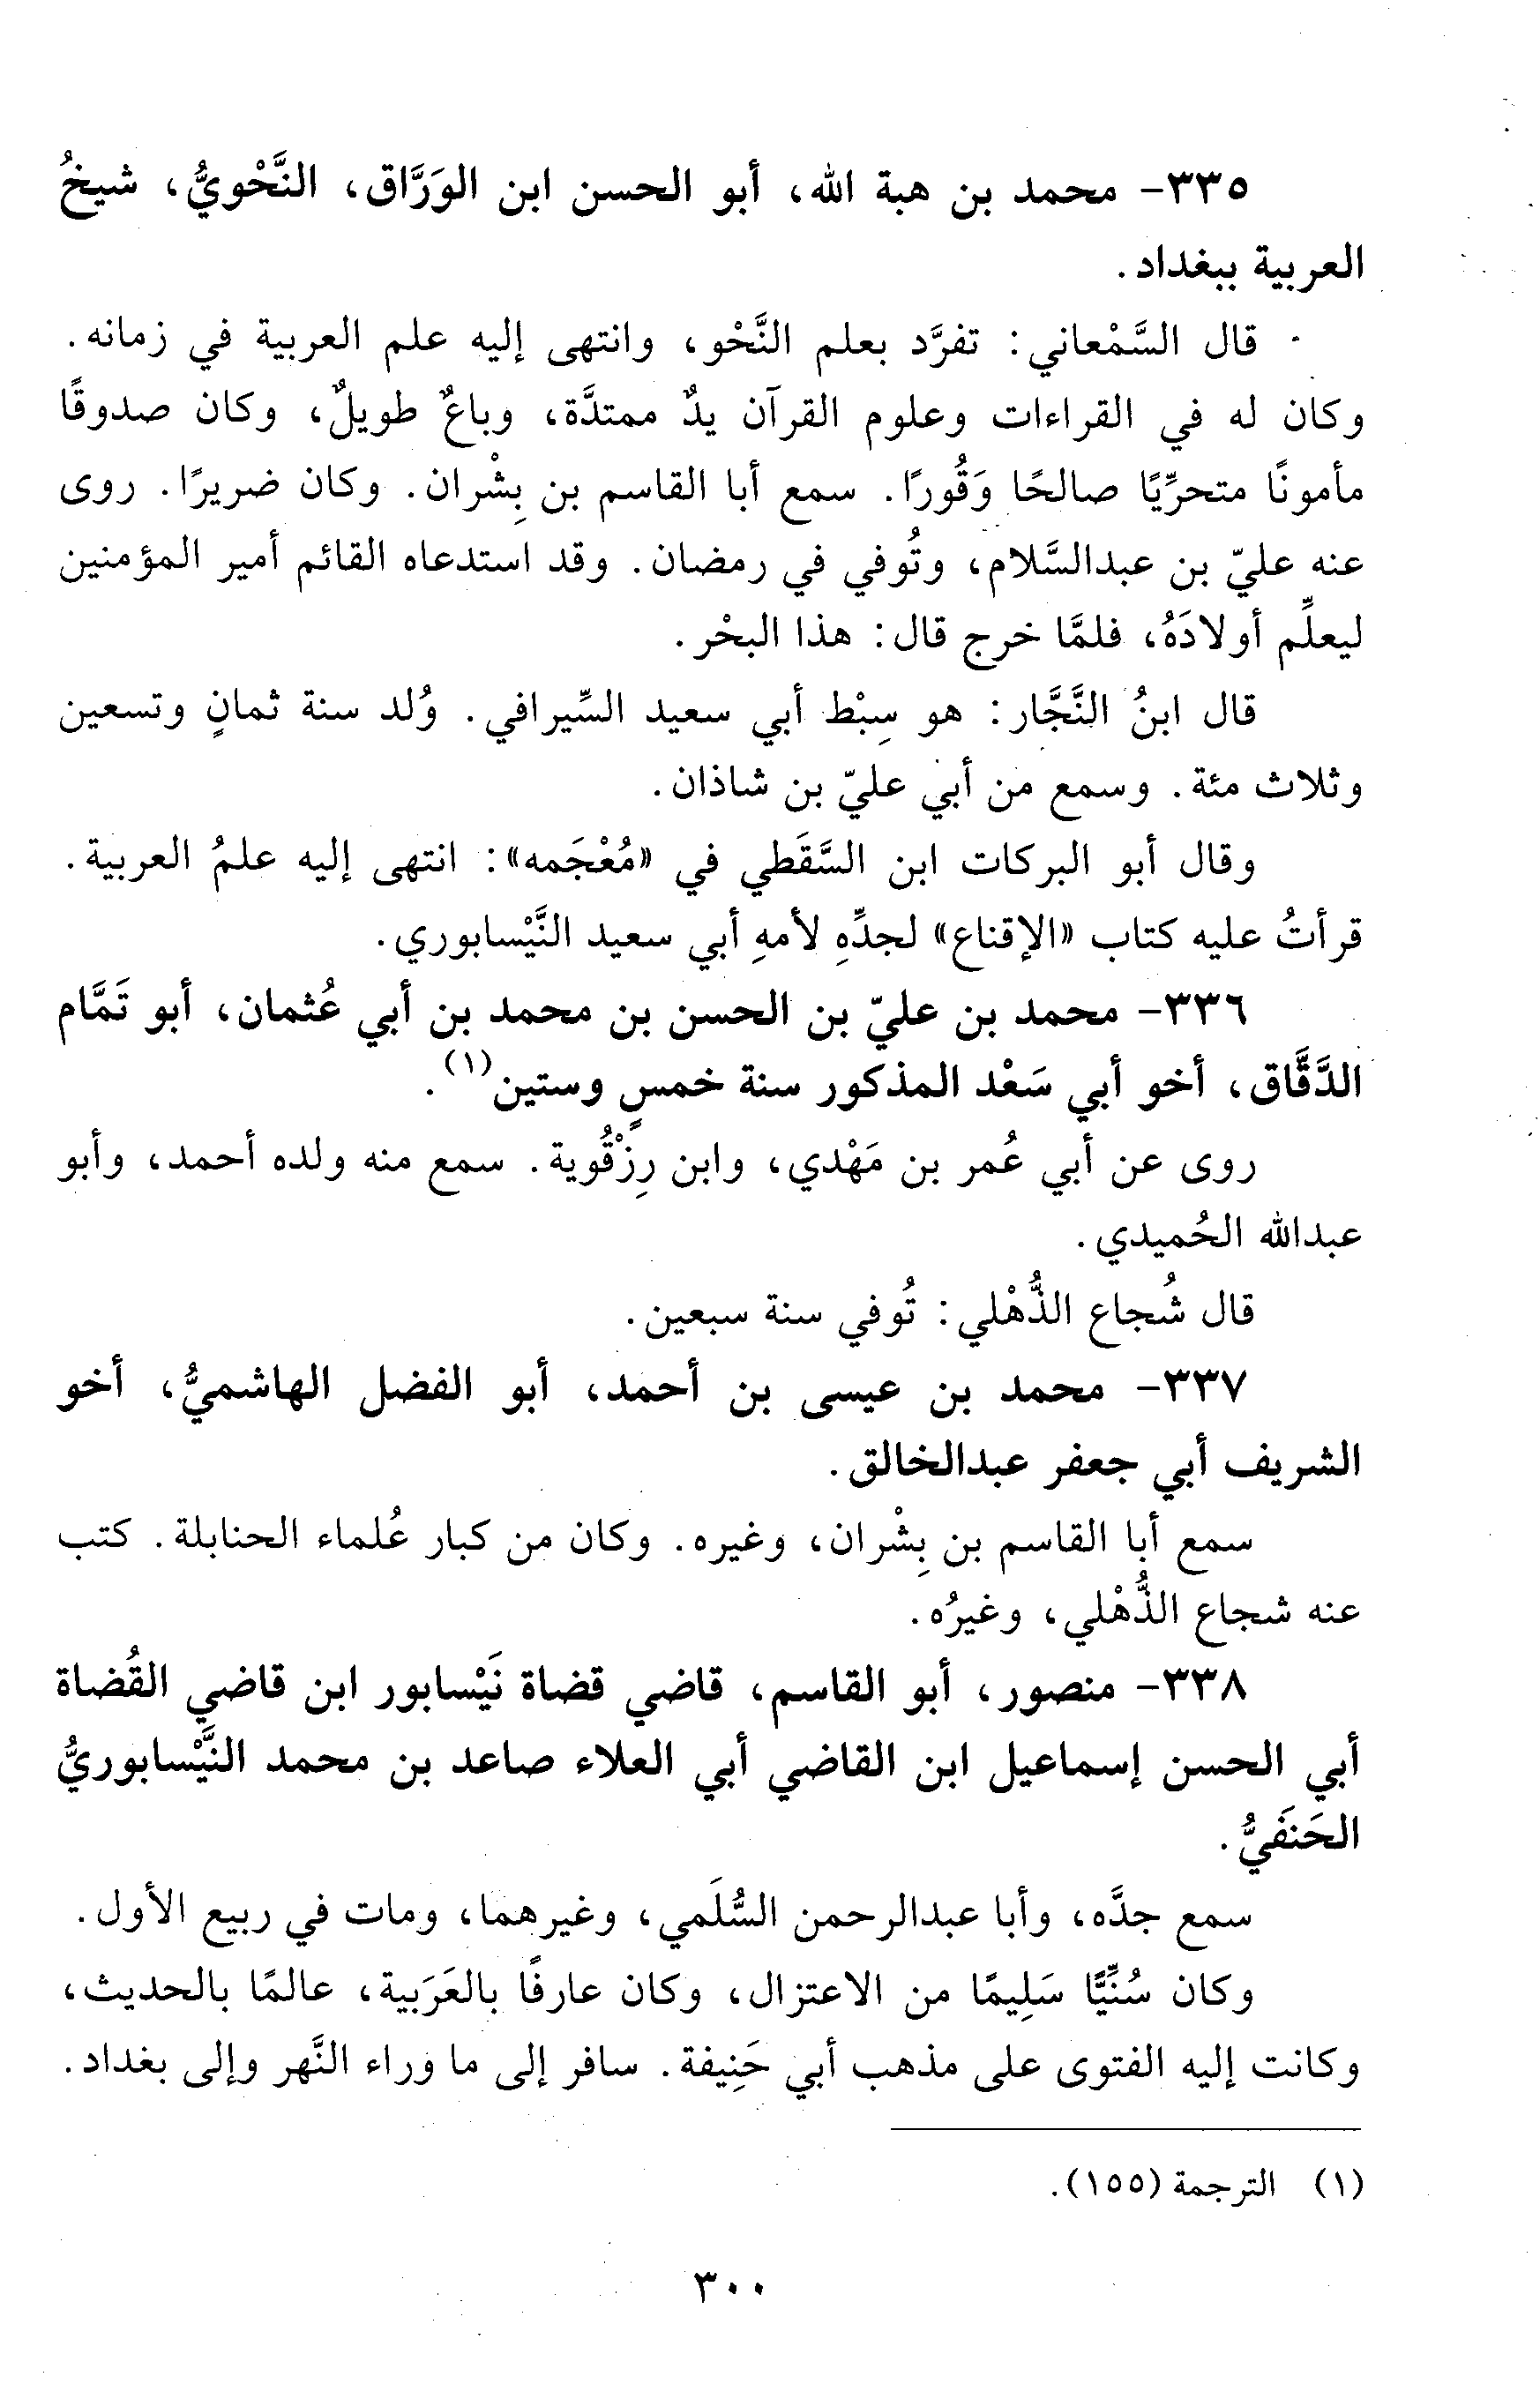 ٣٣٥- محمد بن هبة الله، أبو الحسن ابن الوَرَّاق، النَّحْويُّ، شيخُ
العربية ببغداد.
قال السَّمْعاني: تفرَّد بعلم النَّحْو، وانتهى إليه علم العربية في زمانه.
وكان له في القراءات وعلوم القرآن يدٌ ممتدَّة، وباعٌ طويلٌ، وكان صدوقًا
مأمونًا متحرِّيًا صالحًا وَقُورًا. سمع أبا القاسم بن بِشْران. وكان ضريرًا. روى
عنه عليّ بن عبدالسَّلام، وتُوفي في رمضان. وقد استدعاه القائم أمير المؤمنين
ليعلِّم أولادَهُ، فلمَّا خرج قال: هذا البحْر.
قال ابنُ النَّجَّار: هو سِبْط أبي سعيد السِّيرافي. وُلد سنة ثمانٍ وتسعين
وثلاث مئة. وسمع من أبي عليّ بن شاذان.
وقال أبو البركات ابن السَّقَطي في «مُعْجَمه»: انتهى إليه علمُ العربية.
قرأتُ عليه كتاب «الإقناع» لجدِّهِ لأمهِ أبي سعيد النَّيْسابوري.
٣٣٦- محمد بن عليّ بن الحسن بن محمد بن أبي عُثمان، أبو تَمَّام
الدَّقَّاق، أخو أبي سَعْد المذكور سنة خمسٍ وستين(١).
روى عن أبي عُمر بن مَهْدي، وابن رِزْقُوية. سمع منه ولده أحمد، وأبو
عبدالله الحُميدي.
قال شُجاع الذُّهْلي: تُوفي سنة سبعين.
٣٣٧- محمد بن عيسى بن أحمد، أبو الفضل الهاشميُّ، أخو
الشريف أبي جعفر عبدالخالق.
سمع أبا القاسم بن بِشْران، وغيره. وكان من كبار عُلماء الحنابلة. كتب
عنه شجاع الذُّهْلي، وغيرُه.
٣٣٨- منصور، أبو القاسم، قاضي قضاة نَيْسابور ابن قاضي القُضاة
أبي الحسن إسماعيل ابن القاضي أبي العلاء صاعد بن محمد النَّيْسابوريُّ
الحَنفَيُّ.
سمع جدَّه، وأبا عبدالرحمن السُّلَمي، وغيرهما، ومات في ربيع الأول.
وكان سُنِّيًّا سَلِيمًا من الاعتزال، وكان عارفًا بالعَرَبية، عالمًا بالحديث،
وكانت إليه الفتوى على مذهب أبي حَنِيفة. سافر إلى ما وراء النَّهر وإلى بغداد.
(١) الترجمة (١٥٥).
٣٠٠